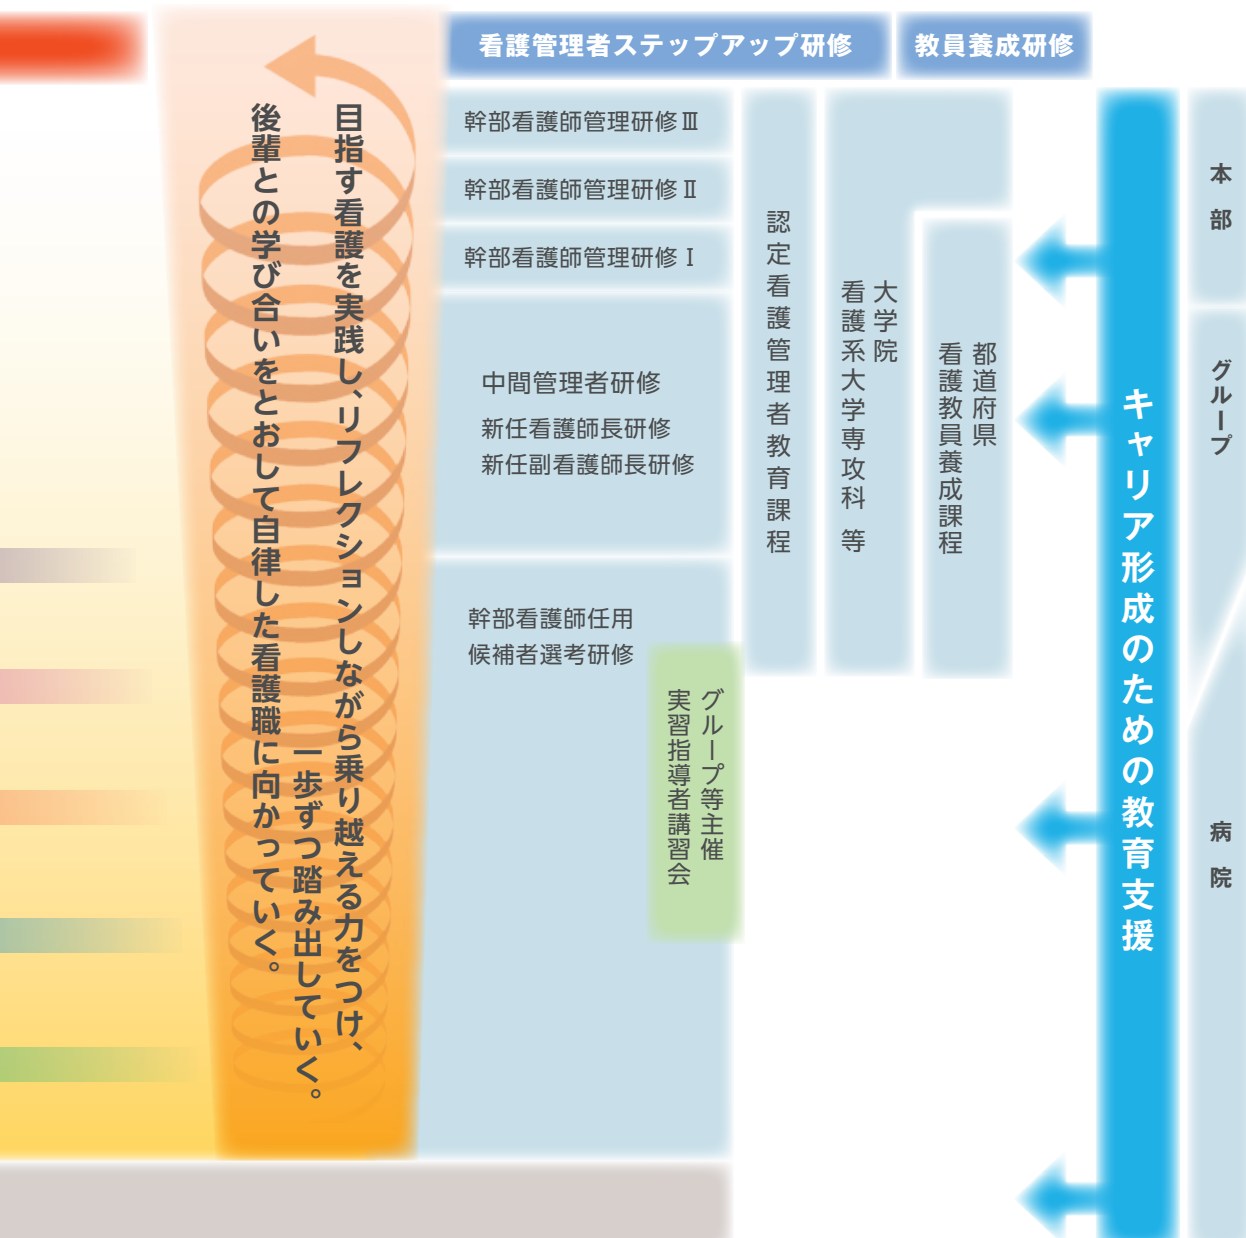 看護管理者ステップアップ研修
教員養成研修
目指す看護を実践し、リフレクションしながら乗り越える力をつけ、
一歩ずつ踏み出していく。
後輩との学び合いをとおして自律した看護職に向かっていく。
幹部看護師管理研修Ⅲ
幹部看護師管理研修Ⅱ
幹部看護師管理研修Ⅰ
中間管理者研修
新任看護師長研修
新任副看護師長研修
幹部看護師任用
候補者選考研修
グループ等主催
実習指導者講習会
認定看護管理者教育課程
大学院
看護系大学専攻科 等
都道府県
看護教員養成課程
キャリア形成のための教育支援
本部
グループ
病院